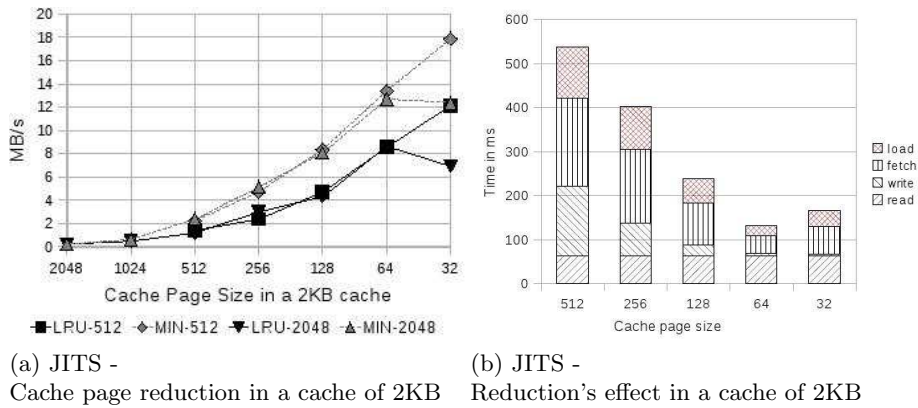 20
18
16
14
12
10
8
6
4
2
0
MB/s
2048 1024 512 256 128 64 32
Cache Page Size in a 2KB cache
LRU-512 MIN-512 LRU-2048 MIN-2048
(a) JITS -
Cache page reduction in a cache of 2KB
600
500
400
300
200
100
0
Time in ms
512 256 128 64 32
Cache page size
load
fetch
write
read
(b) JITS -
Reduction's effect in a cache of 2KB